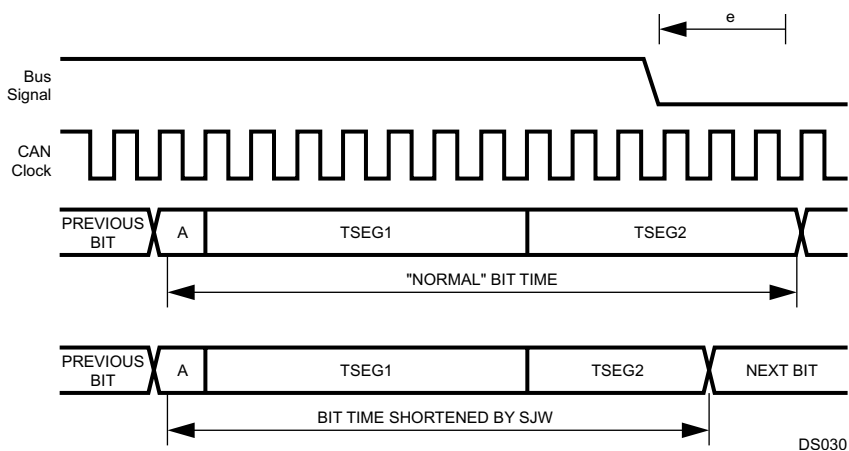 e
Bus
Signal
CAN
Clock
PREVIOUS
BIT
A
TSEG1
TSEG2
"NORMAL" BIT TIME
PREVIOUS
BIT
A
TSEG1
TSEG2
NEXT BIT
BIT TIME SHORTENED BY SJW
DS030